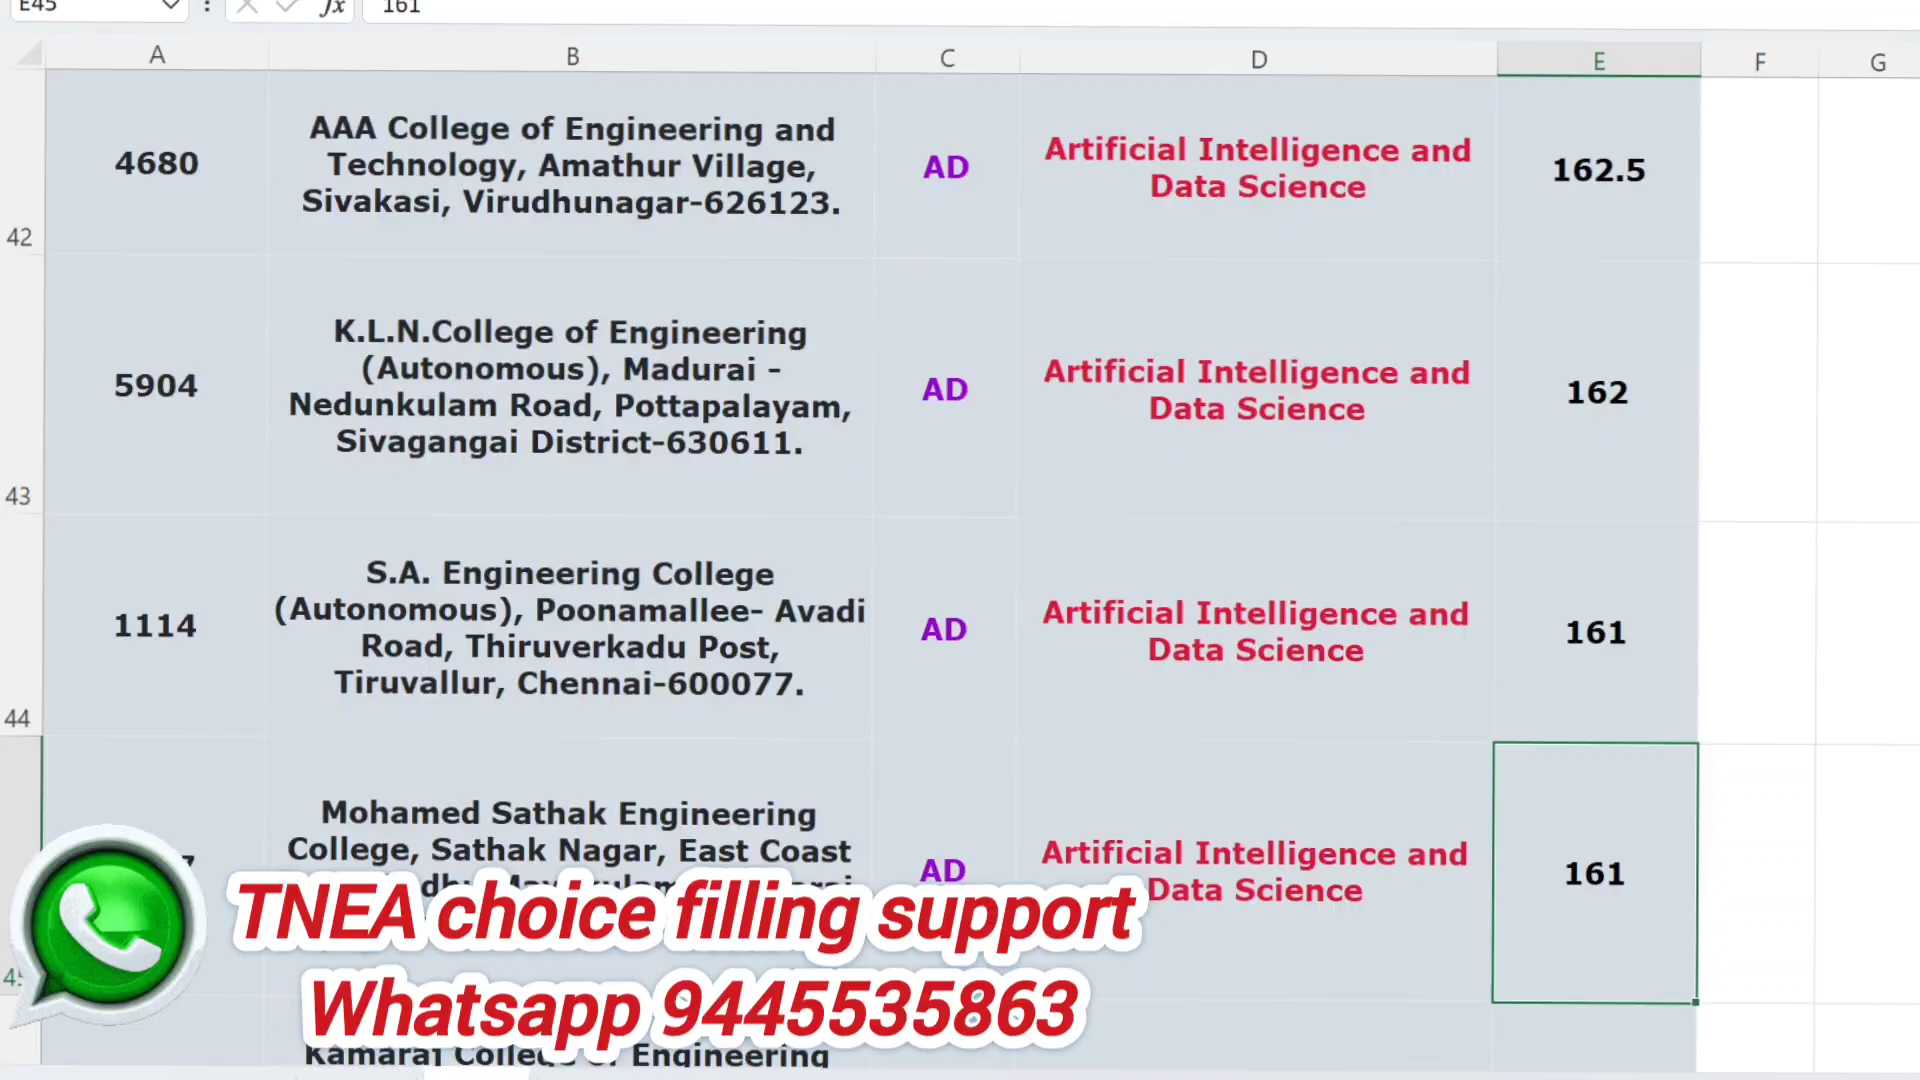 E45
fx 161
A B C D E F G
42
4680
AAA College of Engineering and
Technology, Amathur Village,
Sivakasi, Virudhunagar-626123.
AD
Artificial Intelligence and
Data Science
162.5
43
5904
K.L.N.College of Engineering
(Autonomous), Madurai -
Nedunkulam Road, Pottapalayam,
Sivagangai District-630611.
AD
Artificial Intelligence and
Data Science
162
44
1114
S.A. Engineering College
(Autonomous), Poonamallee- Avadi
Road, Thiruverkadu Post,
Tiruvallur, Chennai-600077.
AD
Artificial Intelligence and
Data Science
161
45
Mohamed Sathak Engineering
College, Sathak Nagar, East Coast
AD
Artificial Intelligence and
Data Science
161
TNEA choice filling support
Whatsapp 9445535863
Kamaraj College of Engineering